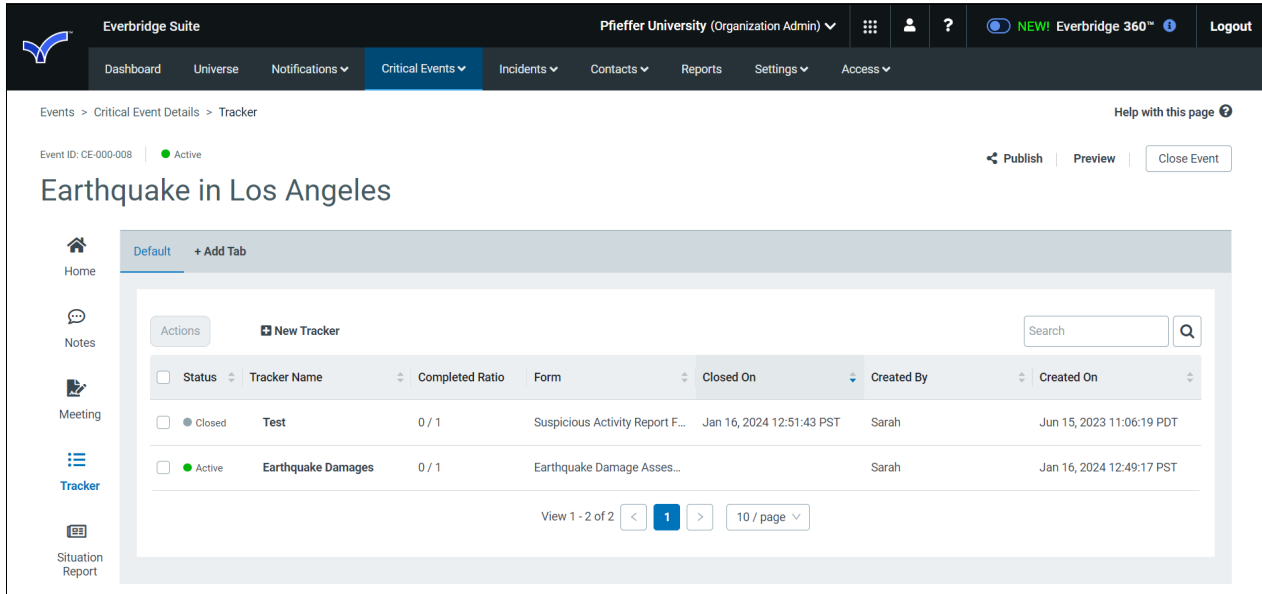 Everbridge Suite
Pfieffer University (Organization Admin)
?
NEW! Everbridge 360™
Logout
Dashboard Universe Notifications Critical Events Incidents Contacts Reports Settings Access
Events > Critical Event Details > Tracker
Help with this page
Event ID: CE-000-008 Active
Publish Preview Close Event
Earthquake in Los Angeles
Home
Notes
Meeting
Tracker
Situation
Report
Default + Add Tab
Actions New Tracker Search
Status Tracker Name Completed Ratio Form Closed On Created By Created On
Closed Test 0 / 1 Suspicious Activity Report F... Jan 16, 2024 12:51:43 PST Sarah Jun 15, 2023 11:06:19 PDT
Active Earthquake Damages 0 / 1 Earthquake Damage Asses... Sarah Jan 16, 2024 12:49:17 PST
View 1 - 2 of 2 < 1 > 10 / page